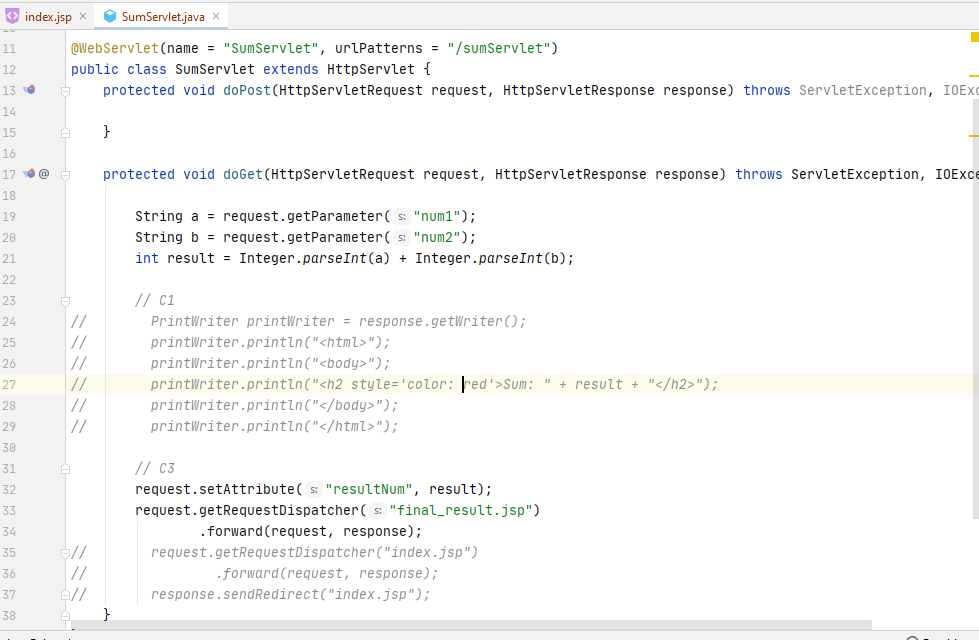 index.jsp × SumServlet.java ×
11 @WebServlet(name = "SumServlet", urlPatterns = "/sumServlet")
12 public class SumServlet extends HttpServlet {
13 protected void doPost(HttpServletRequest request, HttpServletResponse response) throws ServletException, IOExc
14
15 }
16
17 @ protected void doGet(HttpServletRequest request, HttpServletResponse response) throws ServletException, IOExce
18
19 String a = request.getParameter( s: "num1");
20 String b = request.getParameter( s: "num2");
21 int result = Integer.parseInt(a) + Integer.parseInt(b);
22
23 // C1
24 // PrintWriter printWriter = response.getWriter();
25 // printWriter.println("<html>");
26 // printWriter.println("<body>");
27 // printWriter.println("<h2 style='color: red'>Sum: " + result + "</h2>");
28 // printWriter.println("</body>");
29 // printWriter.println("</html>");
30
31 // C3
32 request.setAttribute( s: "resultNum", result);
33 request.getRequestDispatcher( s: "final_result.jsp")
34 .forward(request, response);
35 // request.getRequestDispatcher("index.jsp")
36 // .forward(request, response);
37 // response.sendRedirect("index.jsp");
38 }